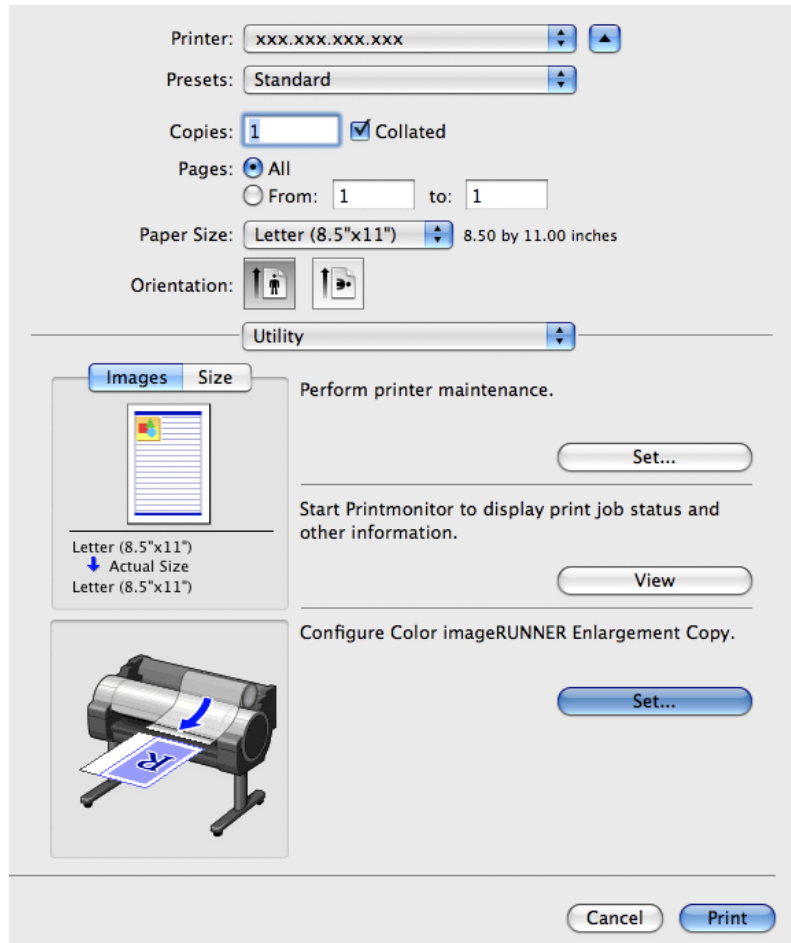 Printer: xxx.xxx.xxx.xxx
Presets: Standard
Copies: 1 Collated
Pages: All
From: 1 to: 1
Paper Size: Letter (8.5"x11") 8.50 by 11.00 inches
Orientation:
Utility
Images Size
Letter (8.5"x11")
Actual Size
Letter (8.5"x11")
Perform printer maintenance.
Set...
Start Printmonitor to display print job status and
other information.
View
Configure Color imageRUNNER Enlargement Copy.
Set...
R
Cancel Print